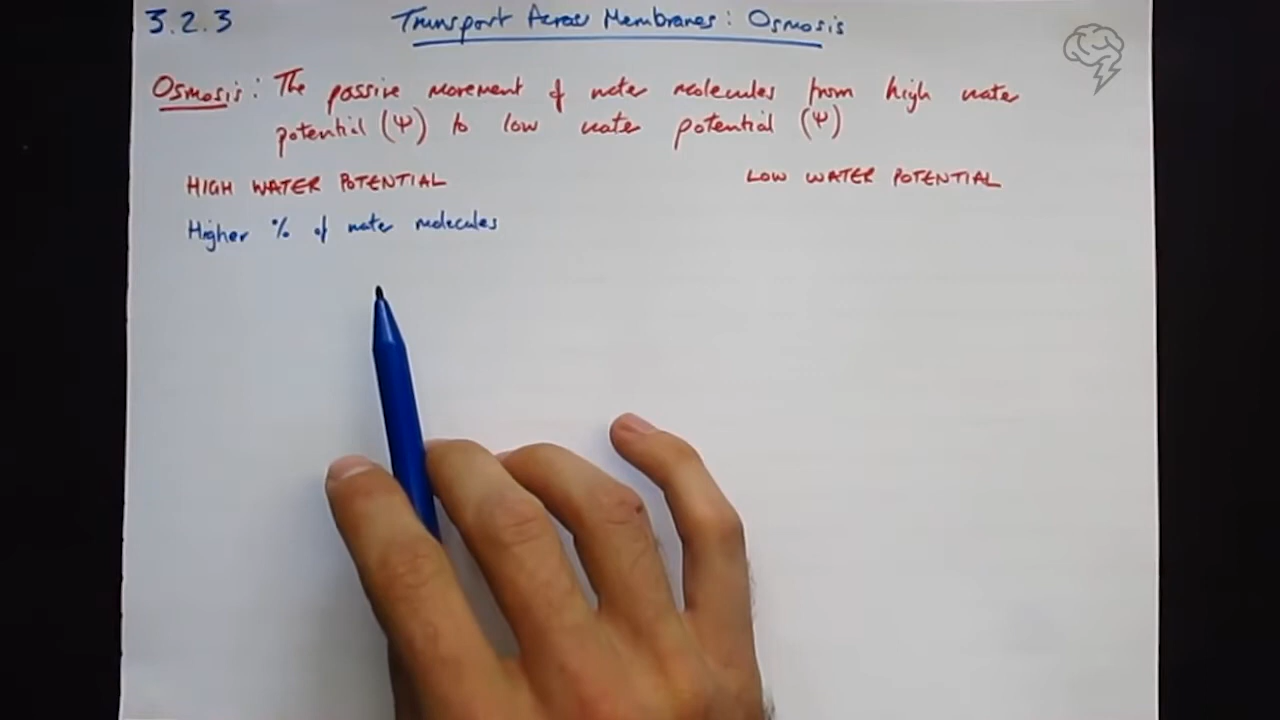 3.2.3 Transport Across Membranes: Osmosis
Osmosis: The passive movement of water molecules from high water
potential (Ψ) to low water potential (Ψ)
HIGH WATER POTENTIAL LOW WATER POTENTIAL
Higher % of water molecules